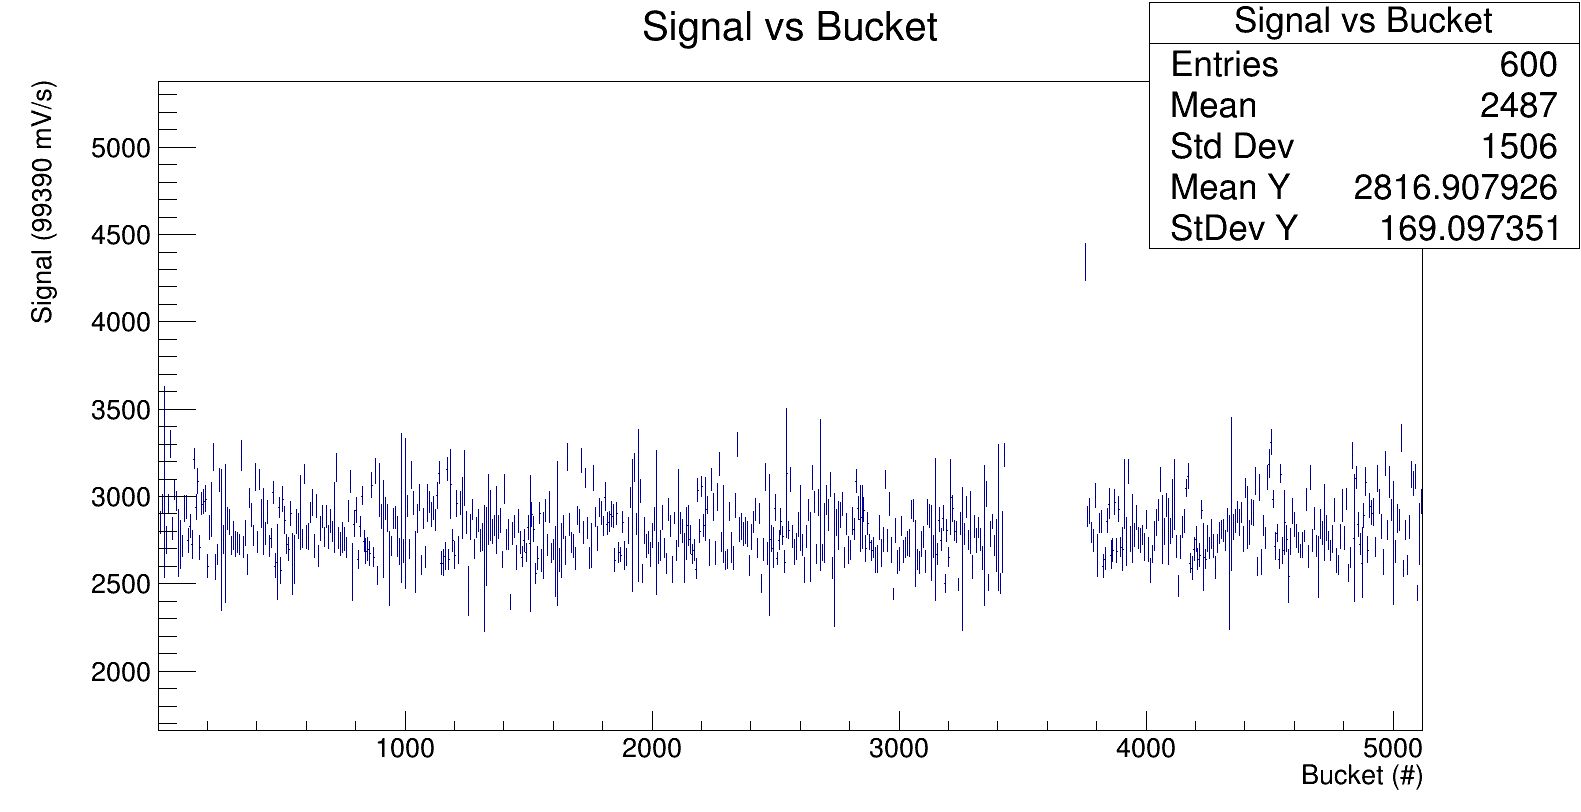 Signal vs Bucket
Signal vs Bucket
Entries 600
Mean 2487
Std Dev 1506
Mean Y 2816.907926
StDev Y 169.097351
Signal (99390 mV/s)
5000
4500
4000
3500
3000
2500
2000
1000 2000 3000 4000 5000
Bucket (#)